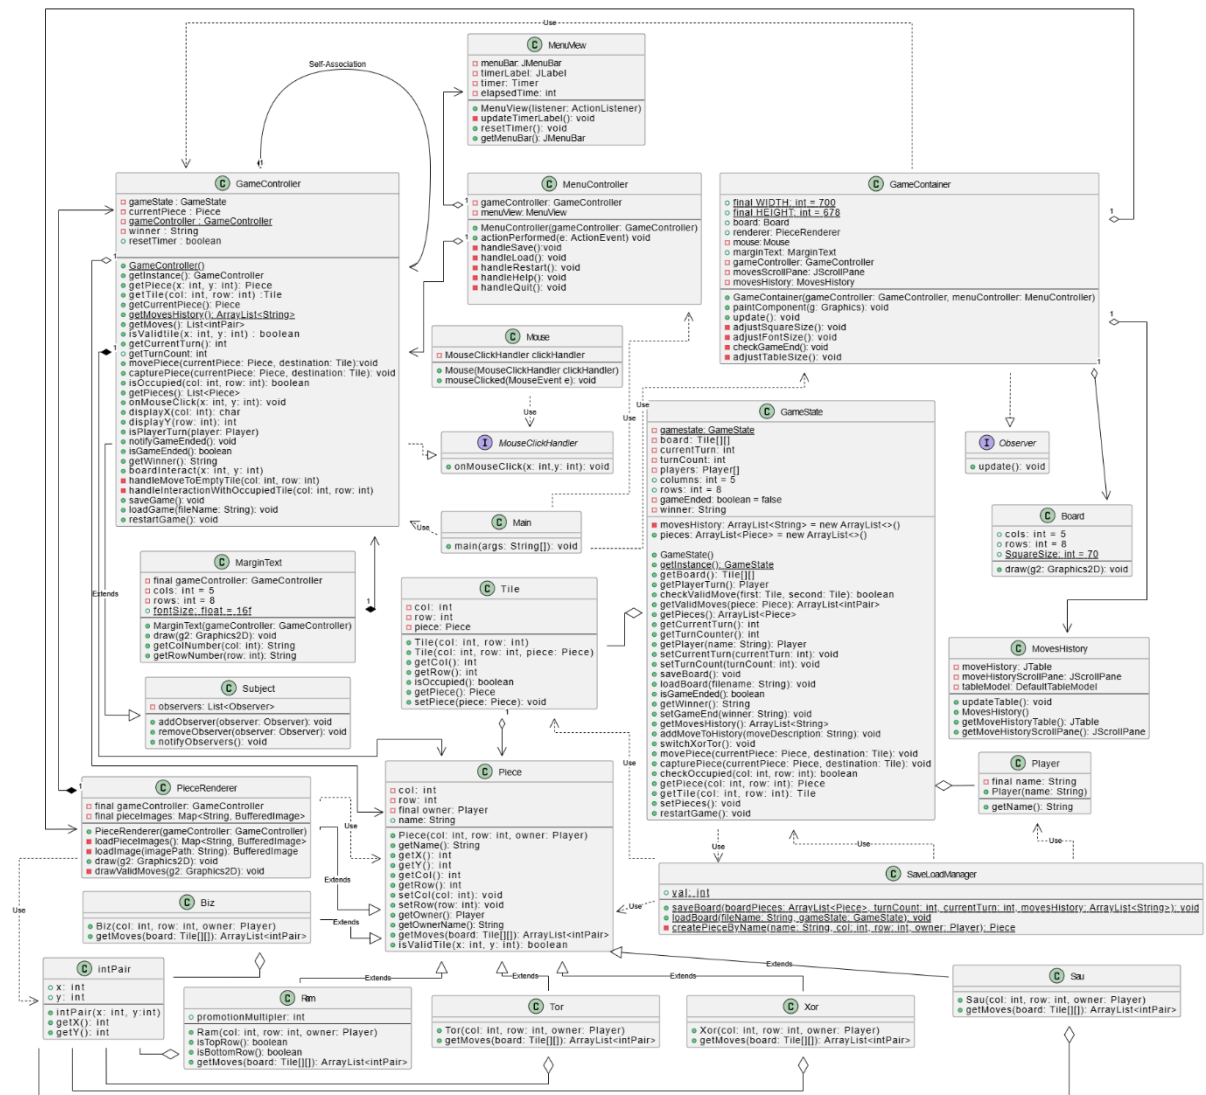 Use
C MenuView
menuBar: JMenuBar
timerLabel: JLabel
timer: Timer
elapsedTime: int
MenuView(listener: ActionListener)
updateTimerLabel(): void
resetTimer(): void
getMenuBar(): JMenuBar
Self-Association
1
C GameController
gameState : GameState
currentPiece : Piece
gameController : GameController
winner : String
resetTimer : boolean
GameController()
getInstance(): GameController
getPiece(x: int, y: int): Piece
getTile(col: int, row: int) :Tile
getCurrentPiece(): Piece
getMovesHistory(): ArrayList<String>
getMoves(): List<intPair>
isValidtile(x: int, y: int) : boolean
getCurrentTurn(): int
getTurnCount: int
movePiece(currentPiece: Piece, destination: Tile):void
capturePiece(currentPiece: Piece, destination: Tile): void
isOccupied(col: int, row: int): boolean
getPieces(): List<Piece>
onMouseClick(x: int, y: int): void
displayX(col: int): char
displayY(row: int): int
isPlayerTurn(player: Player)
notifyGameEnded(): void
isGameEnded(): boolean
getWinner(): String
boardInteract(x: int, y: int)
handleMoveToEmptyTile(col: int, row: int)
handleInteractionWithOccupiedTile(col: int, row: int)
saveGame(): void
loadGame(fileName: String): void
restartGame(): void
1
1
1
C MenuController
gameController: GameController
menuView: MenuView
MenuController(gameController: GameController)
actionPerformed(e: ActionEvent) void
handleSave():void
handleLoad(): void
handleRestart(): void
handleHelp(): void
handleQuit(): void
1
1
C GameContainer
final WIDTH: int = 700
final HEIGHT: int = 676
board: Board
renderer: PieceRenderer
mouse: Mouse
marginText: MarginText
gameController: GameController
movesScrollPane: JScrollPane
movesHistory: MovesHistory
GameContainer(gameController: GameController, menuController: MenuController)
paintComponent(g: Graphics): void
update(): void
adjustSquareSize(): void
adjustFontSize(): void
checkGameEnd(): void
adjustTableSize(): void
1
1
1
C Mouse
MouseClickHandler clickHandler
Mouse(MouseClickHandler clickHandler)
mouseClicked(MouseEvent e): void
Use
Use
Use
I MouseClickHandler
onMouseClick(x: int,y: int): void
C Main
main(args: String[]): void
Use
C GameState
gamestate: GameState
board: Tile[][]
currentTurn: int
turnCount: int
players: Player[]
columns: int = 5
rows: int = 8
gameEnded: boolean = false
winner: String
movesHistory: ArrayList<String> = new ArrayList<>()
pieces: ArrayList<Piece> = new ArrayList<>()
GameState()
getInstance(): GameState
getBoard(): Tile[][]
getPlayerTurn(): Player
checkValidMove(first: Tile, second: Tile): boolean
getValidMoves(piece: Piece): ArrayList<intPair>
getPieces(): ArrayList<Piece>
getCurrentTurn(): int
getTurnCounter(): int
getPlayer(name: String): Player
setCurrentTurn(currentTurn: int): void
setTurnCount(turnCount: int): void
saveBoard(): void
loadBoard(filename: String): void
isGameEnded(): boolean
getWinner(): String
setGameEnd(winner: String): void
getMovesHistory(): ArrayList<String>
addMoveToHistory(moveDescription: String): void
switchXorTor(): void
movePiece(currentPiece: Piece, destination: Tile): void
capturePiece(currentPiece: Piece, destination: Tile): void
checkOccupied(col: int, row: int): boolean
getPiece(col: int, row: int): Piece
getTile(col: int, row: int): Tile
setPieces(): void
restartGame(): void
I Observer
update(): void
C Board
cols: int = 5
rows: int = 8
SquareSize: int = 70
draw(g2: Graphics2D): void
C MarginText
final gameController: GameController
cols: int = 5
rows: int = 8
fontSize: float = 16f
MarginText(gameController: GameController)
draw(g2: Graphics2D): void
getColNumber(col: int): String
getRowNumber(row: int): String
1
Extends
C Tile
col: int
row: int
piece: Piece
Tile(col: int, row: int)
Tile(col: int, row: int, piece: Piece)
getCol(): int
getRow(): int
isOccupied(): boolean
getPiece(): Piece
setPiece(piece: Piece): void
C MovesHistory
moveHistory: JTable
moveHistoryScrollPane: JScrollPane
tableModel: DefaultTableModel
updateTable(): void
MovesHistory()
getMoveHistoryTable(): JTable
getMoveHistoryScrollPane(): JScrollPane
C Subject
observers: List<Observer>
addObserver(observer: Observer): void
removeObserver(observer: Observer): void
notifyObservers(): void
Use
C Player
final name: String
Player(name: String)
getName(): String
C Piece
col: int
row: int
final owner: Player
name: String
Piece(col: int, row: int, owner: Player)
getName(): String
getX(): int
getY(): int
getCol(): int
getRow(): int
setCol(col: int): void
setRow(row: int): void
getOwner(): Player
getOwnerName(): String
getMoves(board: Tile[][]): ArrayList<intPair>
isValidTile(x: int, y: int): boolean
1
C PieceRenderer
final gameController: GameController
final pieceImages: Map<String, BufferedImage>
PieceRenderer(gameController: GameController)
loadPieceImages(): Map<String, BufferedImage>
loadImage(imagePath: String): BufferedImage
draw(g2: Graphics2D): void
drawValidMoves(g2: Graphics2D): void
Use
Extends
Use
Use
C SaveLoadManager
val: int
saveBoard(boardPieces: ArrayList<Piece>, turnCount: int, currentTurn: int, movesHistory: ArrayList<String>): void
loadBoard(fileName: String, gameState: GameState): void
createPieceByName(name: String, col: int, row: int, owner: Player): Piece
Use
Use
C Biz
Biz(col: int, row: int, owner: Player)
getMoves(board: Tile[][]): ArrayList<intPair>
Extends
C intPair
x: int
y: int
intPair(x: int, y:int)
getX(): int
getY(): int
Extends
Extends
Extends
Extends
C Ram
promotionMultiplier: int
Ram(col: int, row: int, owner: Player)
isTopRow(): boolean
isBottomRow(): boolean
getMoves(board: Tile[][]): ArrayList<intPair>
C Tor
Tor(col: int, row: int, owner: Player)
getMoves(board: Tile[][]): ArrayList<intPair>
C Xor
Xor(col: int, row: int, owner: Player)
getMoves(board: Tile[][]): ArrayList<intPair>
C Sau
Sau(col: int, row: int, owner: Player)
getMoves(board: Tile[][]): ArrayList<intPair>